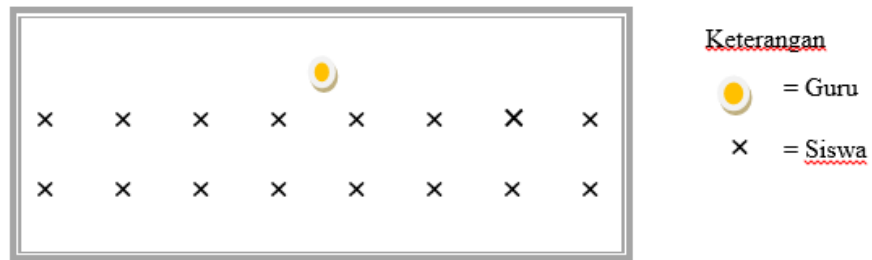 Keterangan
= Guru
= Siswa